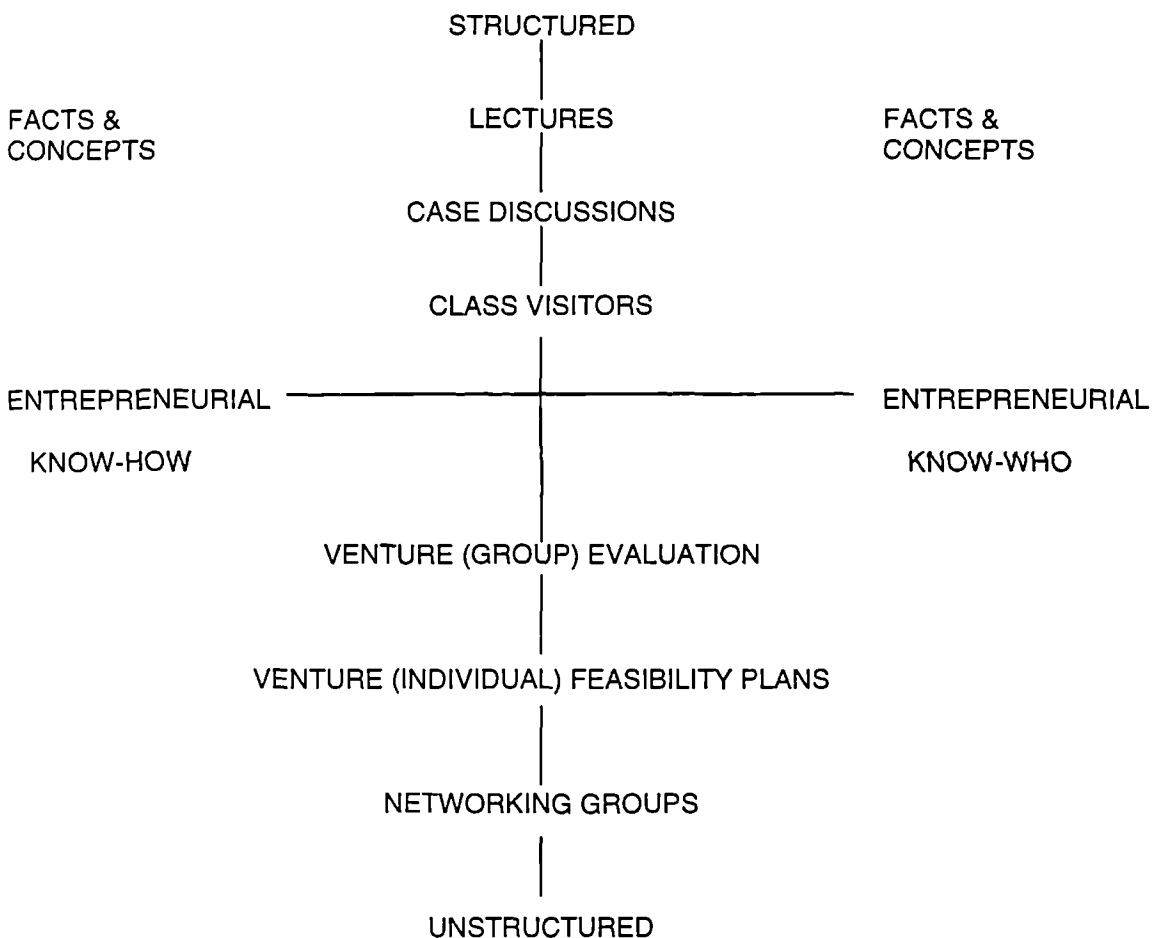 STRUCTURED
FACTS &
CONCEPTS
LECTURES
FACTS &
CONCEPTS
CASE DISCUSSIONS
CLASS VISITORS
ENTREPRENEURIAL
KNOW-HOW
ENTREPRENEURIAL
KNOW-WHO
VENTURE (GROUP) EVALUATION
VENTURE (INDIVIDUAL) FEASIBILITY PLANS
NETWORKING GROUPS
UNSTRUCTURED